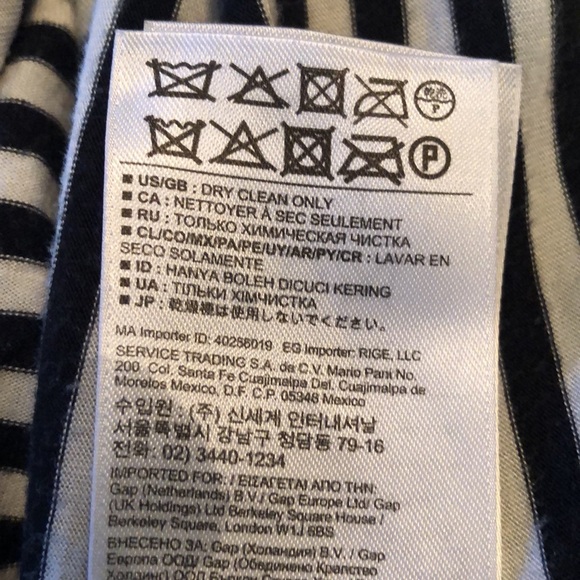 乾洗 P
P
■ US/GB : DRY CLEAN ONLY
■ CA : NETTOYER À SEC SEULEMENT
■ RU : ТОЛЬКО ХИМИЧЕСКАЯ ЧИСТКА
■ CL/CO/MX/PA/PE/UY/AR/PY/CR : LAVAR EN
SECO SOLAMENTE
■ ID : HANYA BOLEH DICUCI KERING
■ UA : ТІЛЬКИ ХІМЧИСТКА
■ JP : 乾燥機は使用しないでください。
MA Importer ID: 40256019 EG Importer: RIGE, LLC
SERVICE TRADING S.A. de C.V. Mario Pani No.
200 Col. Santa Fe Cuajimalpa Del. Cuajimalpa de
Morelos Mexico, D.F. C.P. 05348 Mexico
수입원 : (주) 신세계 인터내셔날
서울특별시 강남구 청담동 79-16
전화: 02) 3440-1234
IMPORTED FOR: / ΕΙΣΑΓΕΤΑΙ ΑΠΟ ΤΗΝ:
Gap (Netherlands) B.V./ Gap Europe Ltd/ Gap
(UK Holdings) Ltd Berkeley Square House /
Berkeley Square, London W1J 6BS
ВНЕСЕНО ЗА: Gap (Холандия) B.V. / Gap
Европа ООД/ Gap (Обединено Кралство